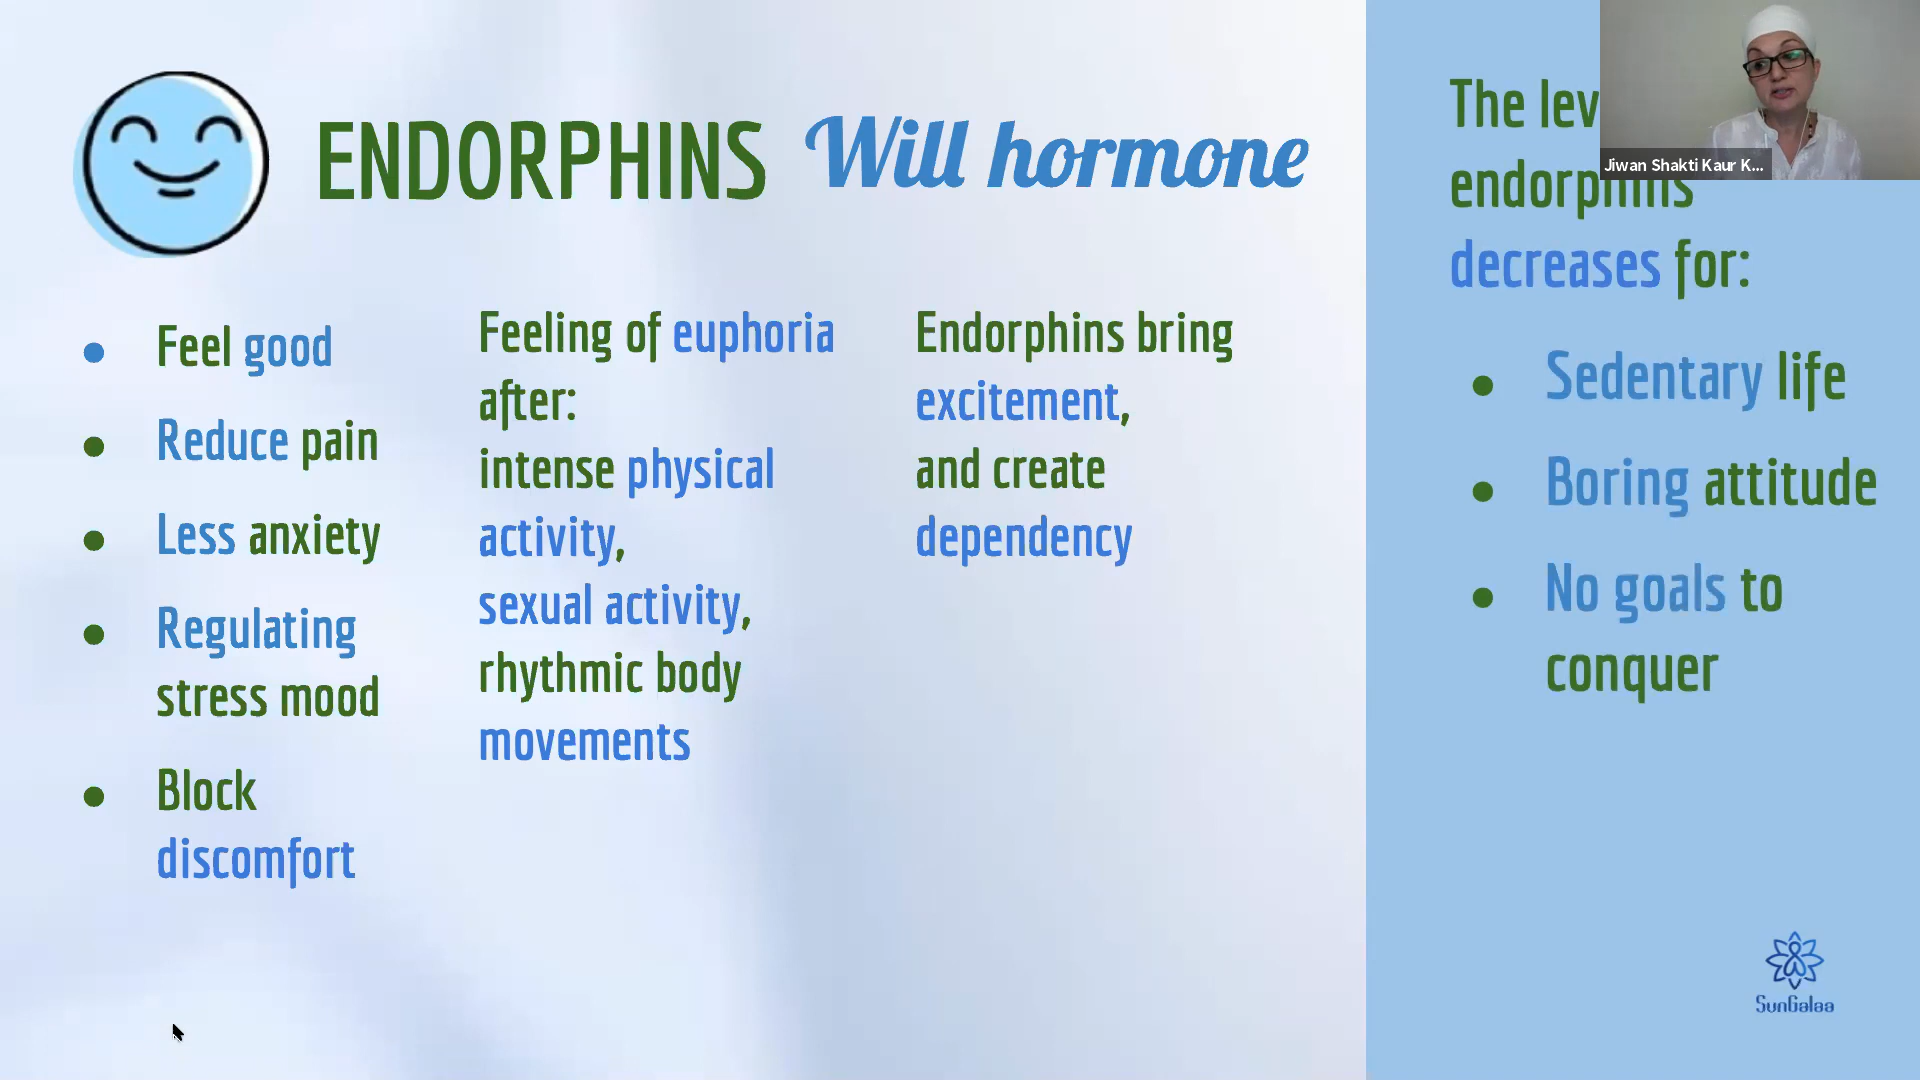 ENDORPHINS Will hormone
Feel good
Reduce pain
Less anxiety
Regulating
stress mood
Block
discomfort
Feeling of euphoria
after:
intense physical
activity,
sexual activity,
rhythmic body
movements
Endorphins bring
excitement,
and create
dependency
The lev
endorphins
decreases for:
Sedentary life
Boring attitude
No goals to
conquer
Jiwan Shakti Kaur K...
SunGalaa